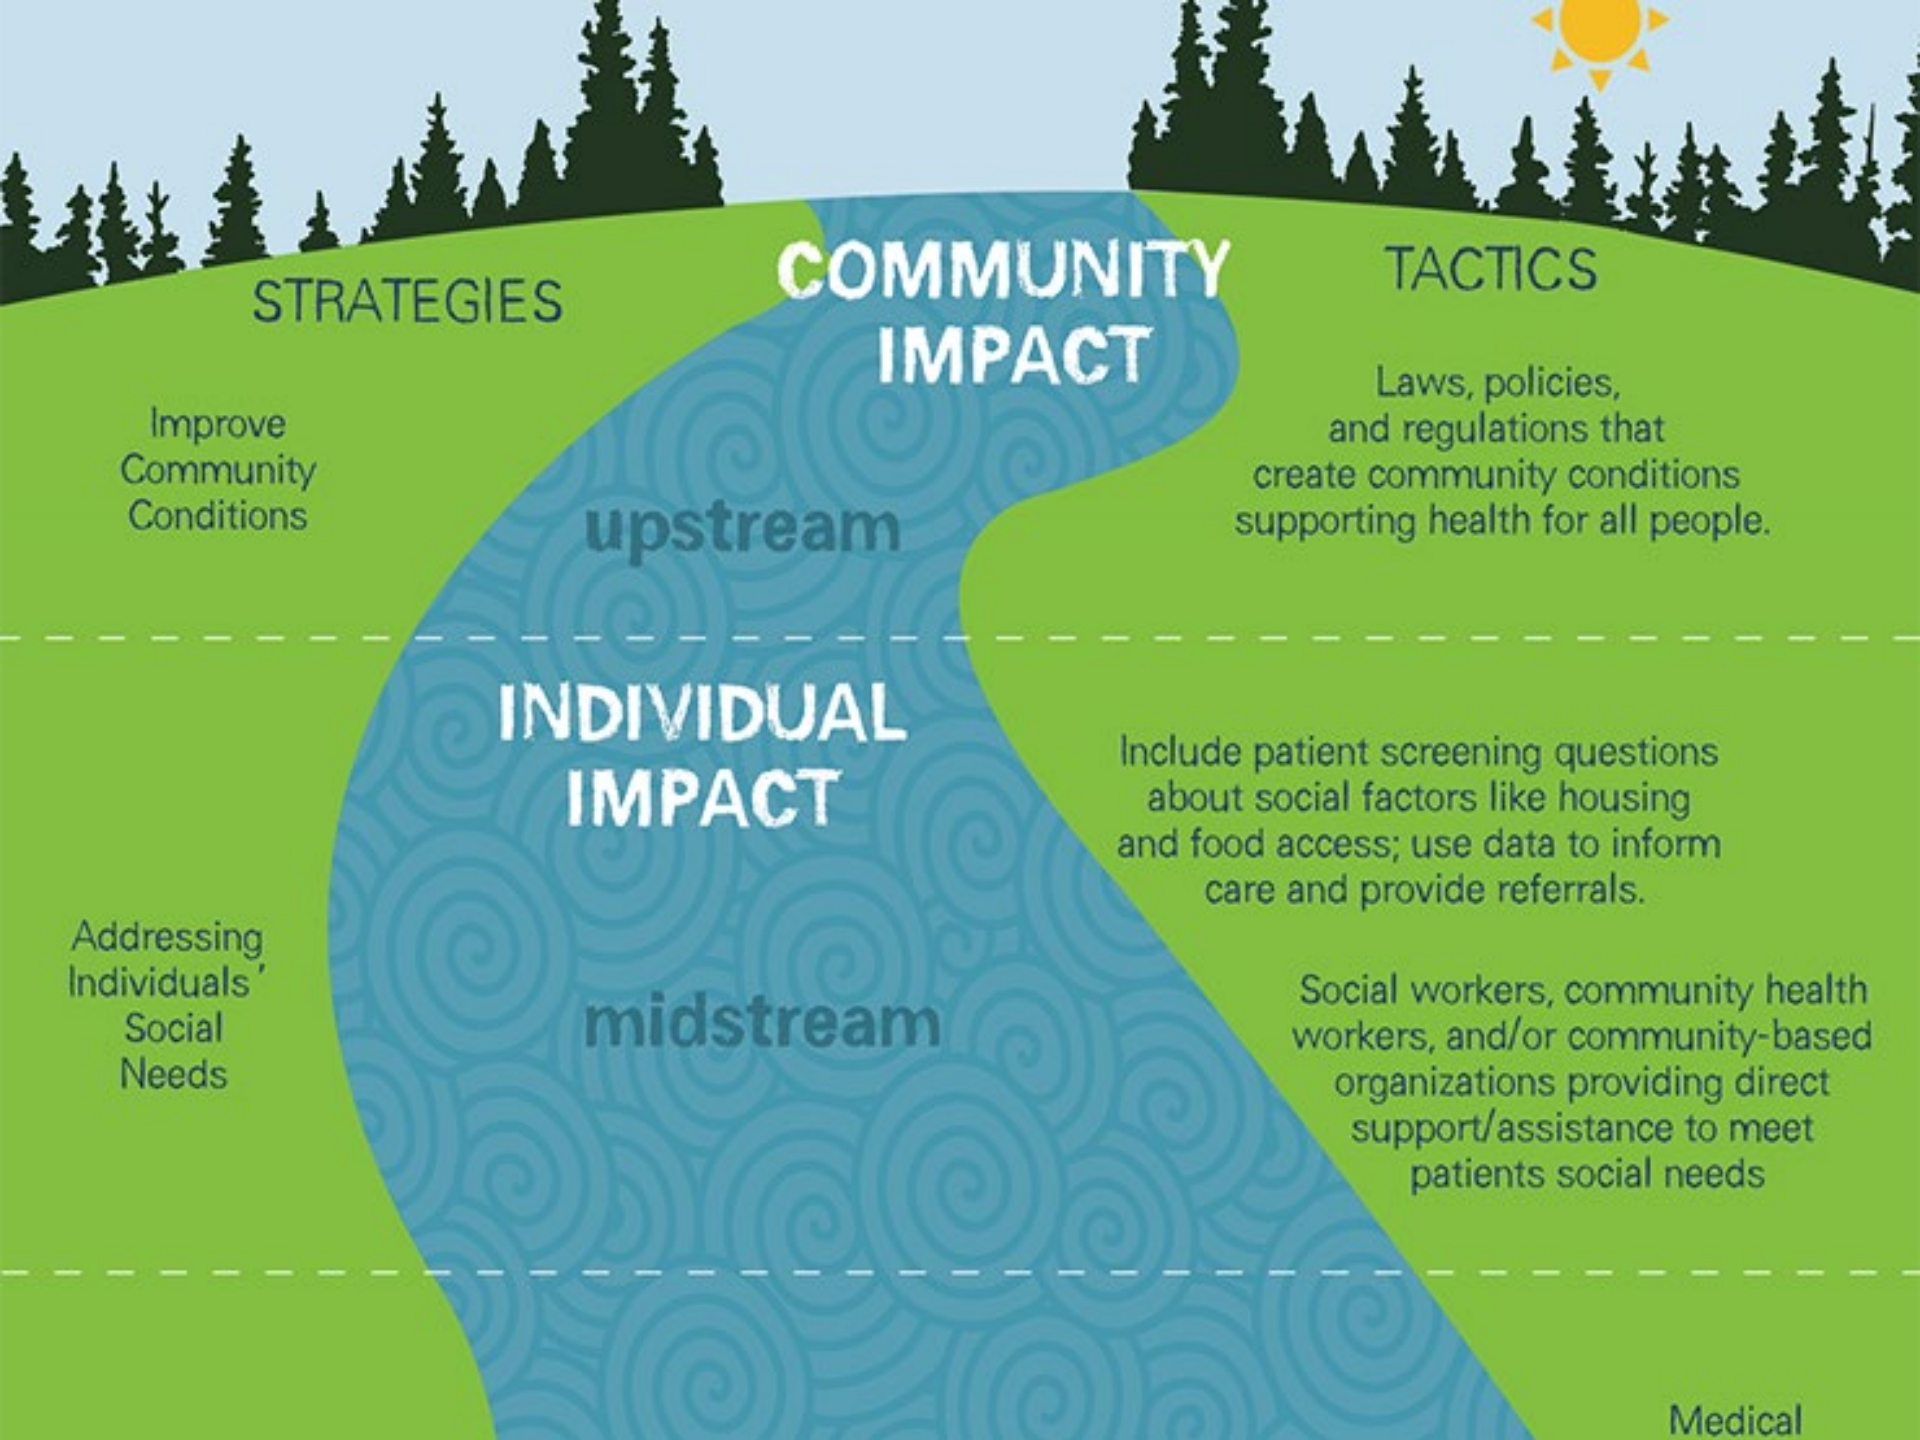 STRATEGIES
COMMUNITY
IMPACT
TACTICS
Improve
Community
Conditions
upstream
Laws, policies,
and regulations that
create community conditions
supporting health for all people.
INDIVIDUAL
IMPACT
Addressing
Individuals'
Social
Needs
midstream
Include patient screening questions
about social factors like housing
and food access; use data to inform
care and provide referrals.
Social workers, community health
workers, and/or community-based
organizations providing direct
support/assistance to meet
patients social needs
Medical